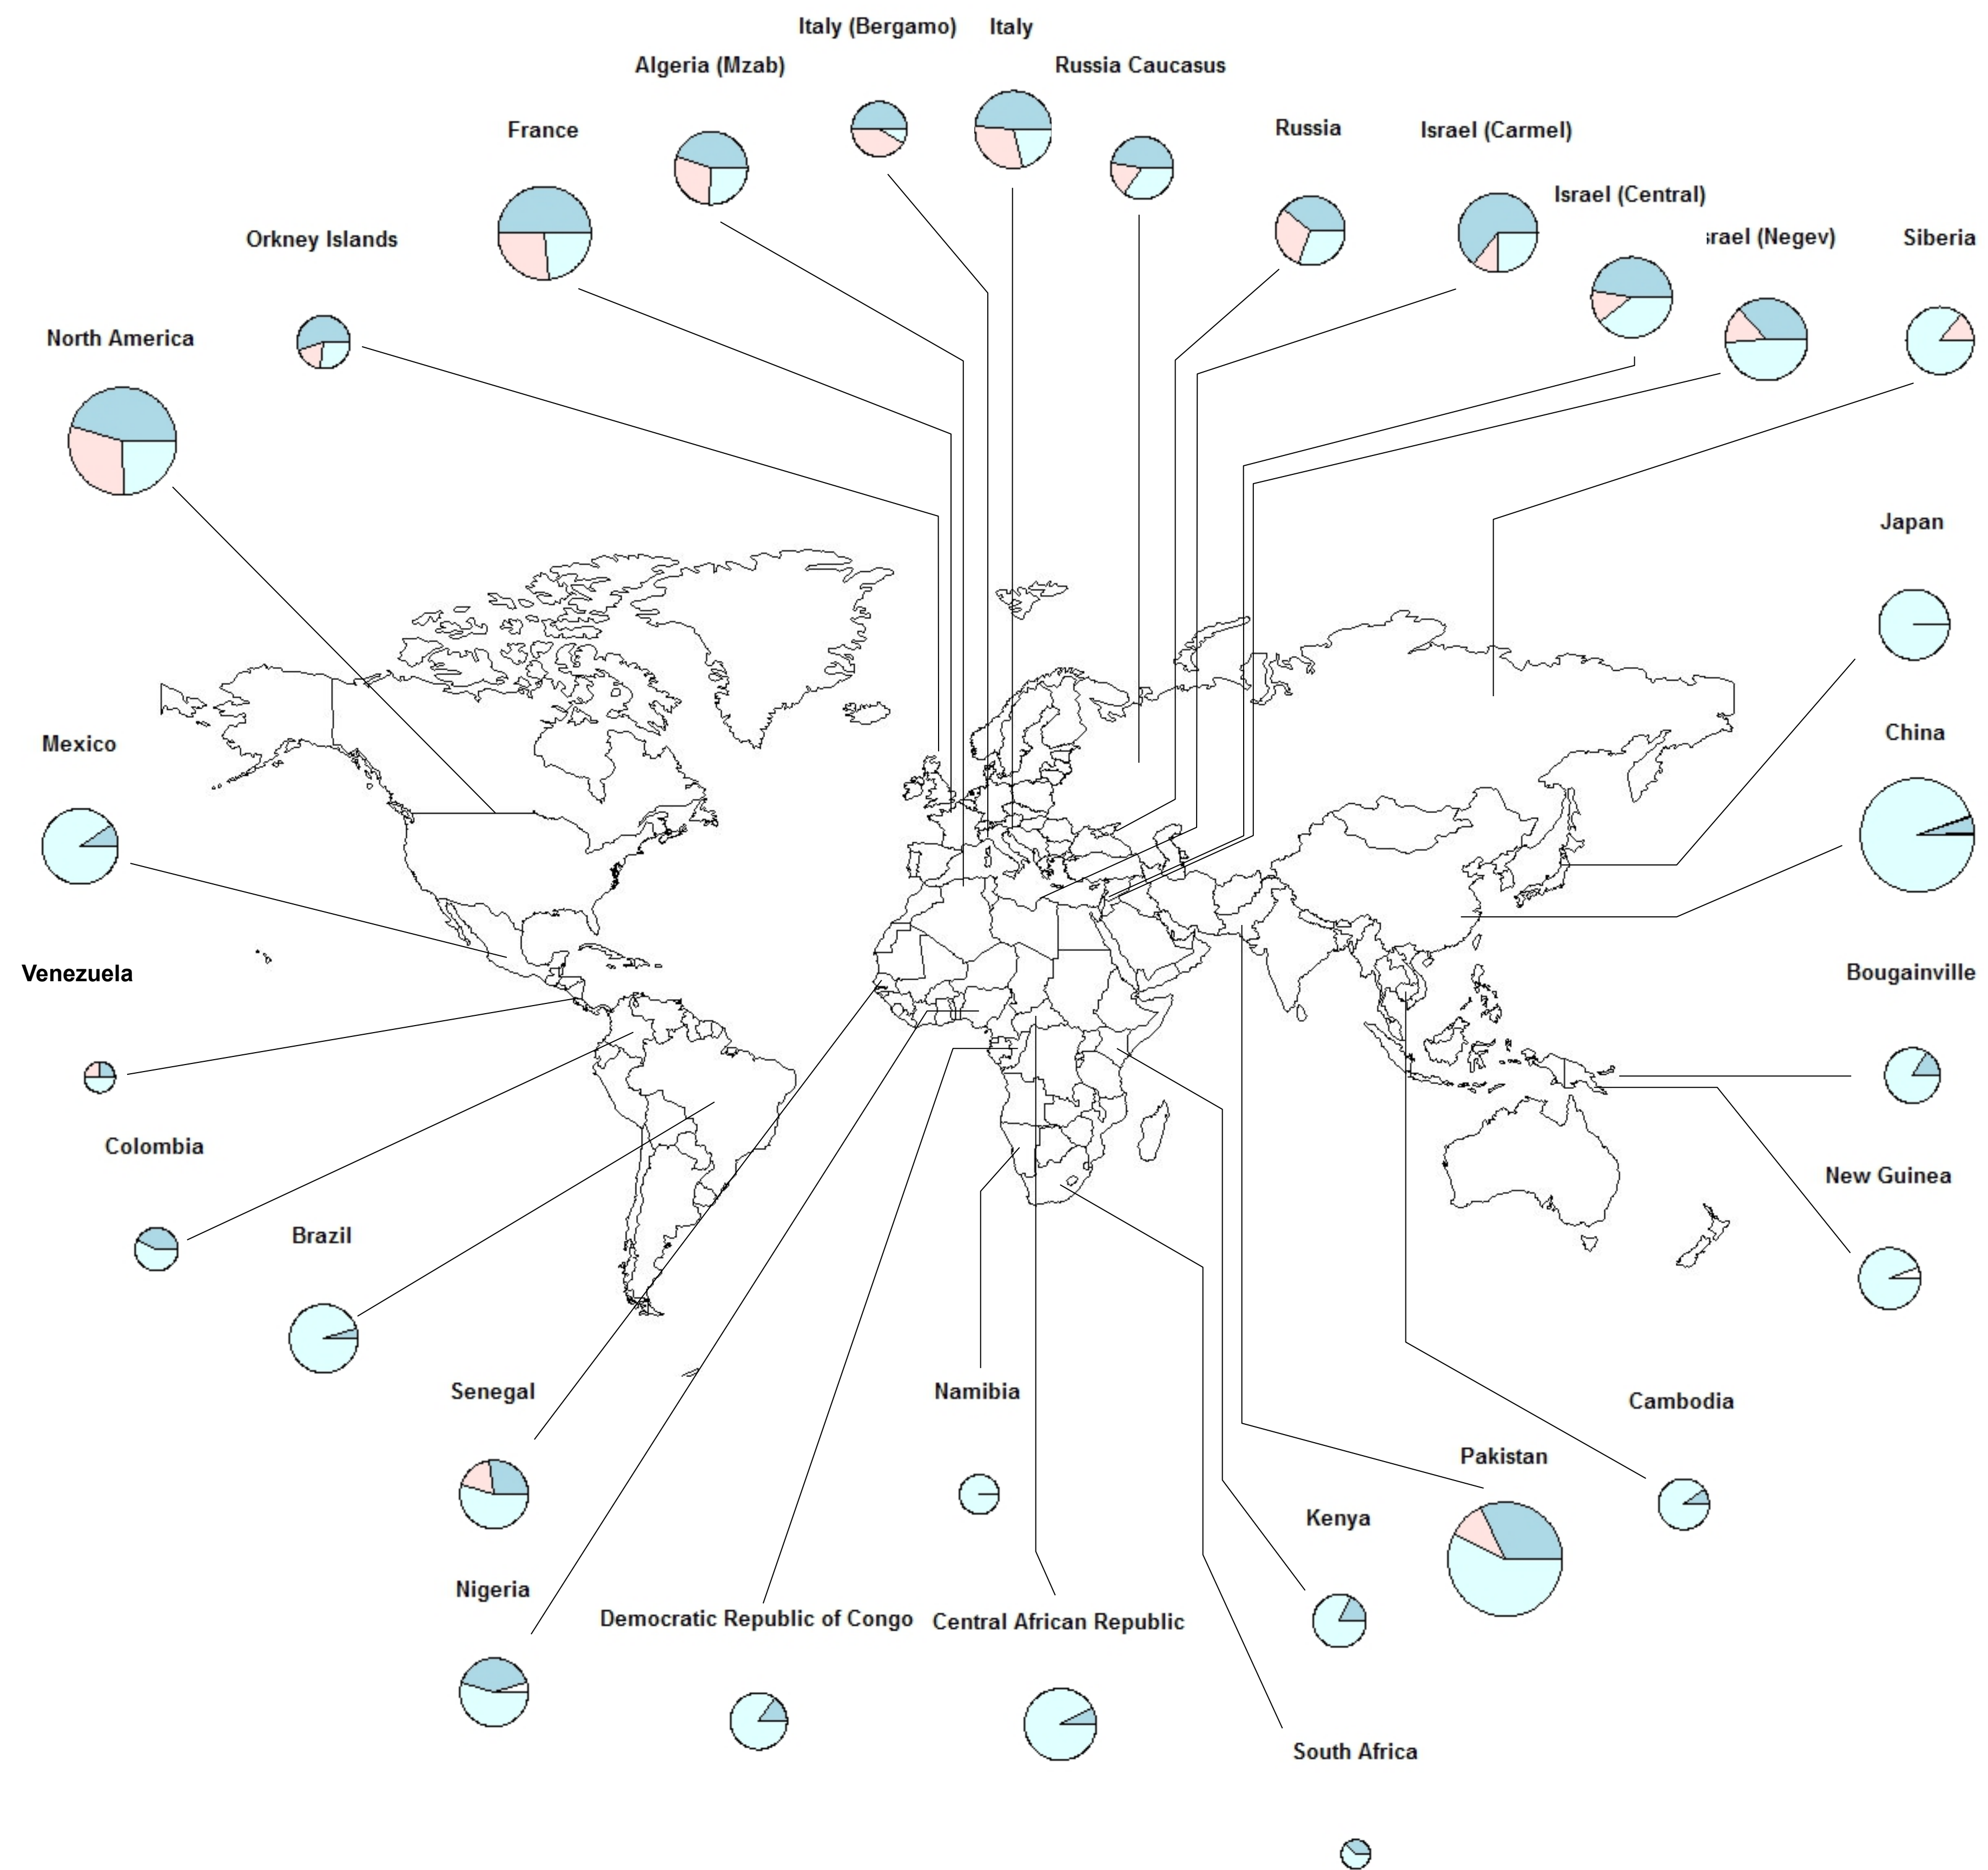 Italy (Bergamo) Italy
Algeria (Mzab) Russia Caucasus
France Russia Israel (Carmel)
Israel (Central)
Orkney Islands srael (Negev) Siberia
North America
Japan
China
Mexico
Venezuela Bougainville
Colombia
New Guinea
Brazil
Senegal Namibia
Cambodia
Pakistan
Kenya
Nigeria
Democratic Republic of Congo Central African Republic
South Africa